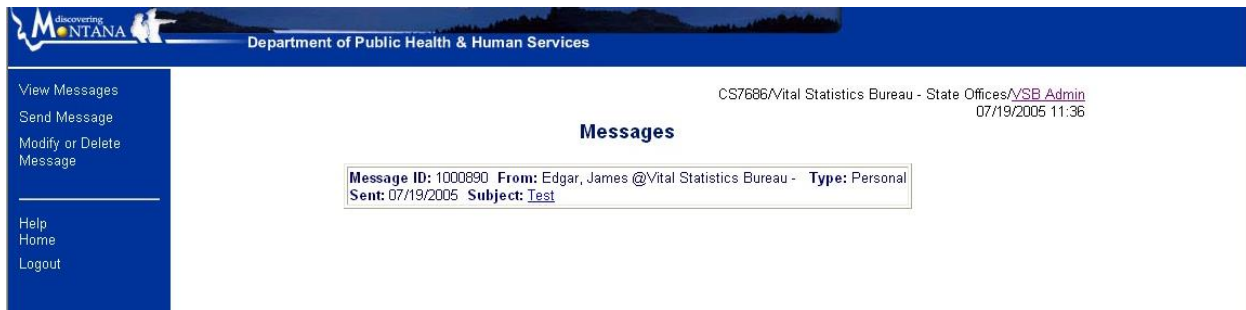 discovering
MONTANA
Department of Public Health & Human Services
View Messages
Send Message
Modify or Delete
Message
Help
Home
Logout
CS7686/Vital Statistics Bureau - State Offices/VSB Admin
07/19/2005 11:36
Messages
Message ID: 1000890 From: Edgar, James @Vital Statistics Bureau - Type: Personal
Sent: 07/19/2005 Subject: Test